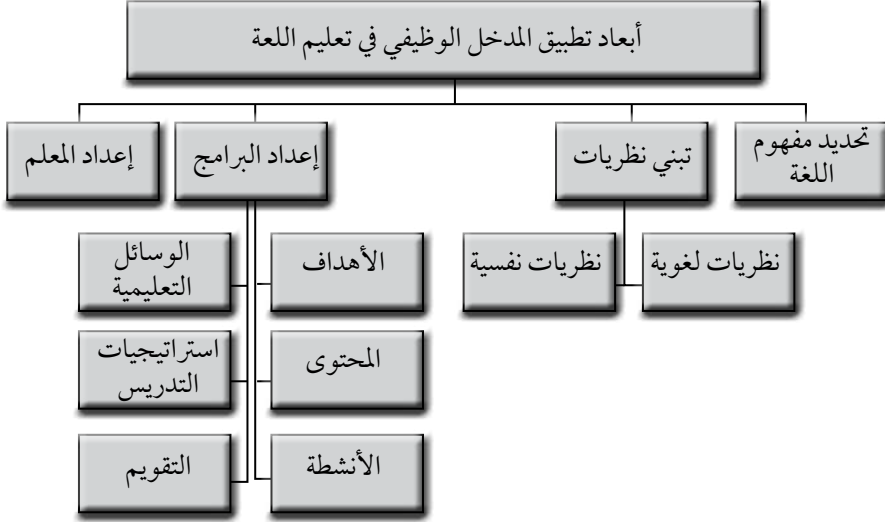 أبعاد تطبيق المدخل الوظيفي في تعليم اللعة
تحديد مفهوم
اللغة
تبني نظريات
إعداد البرامج
إعداد المعلم
نظريات لغوية
نظريات نفسية
الأهداف
الوسائل
التعليمية
المحتوى
استراتيجيات
التدريس
الأنشطة
التقويم